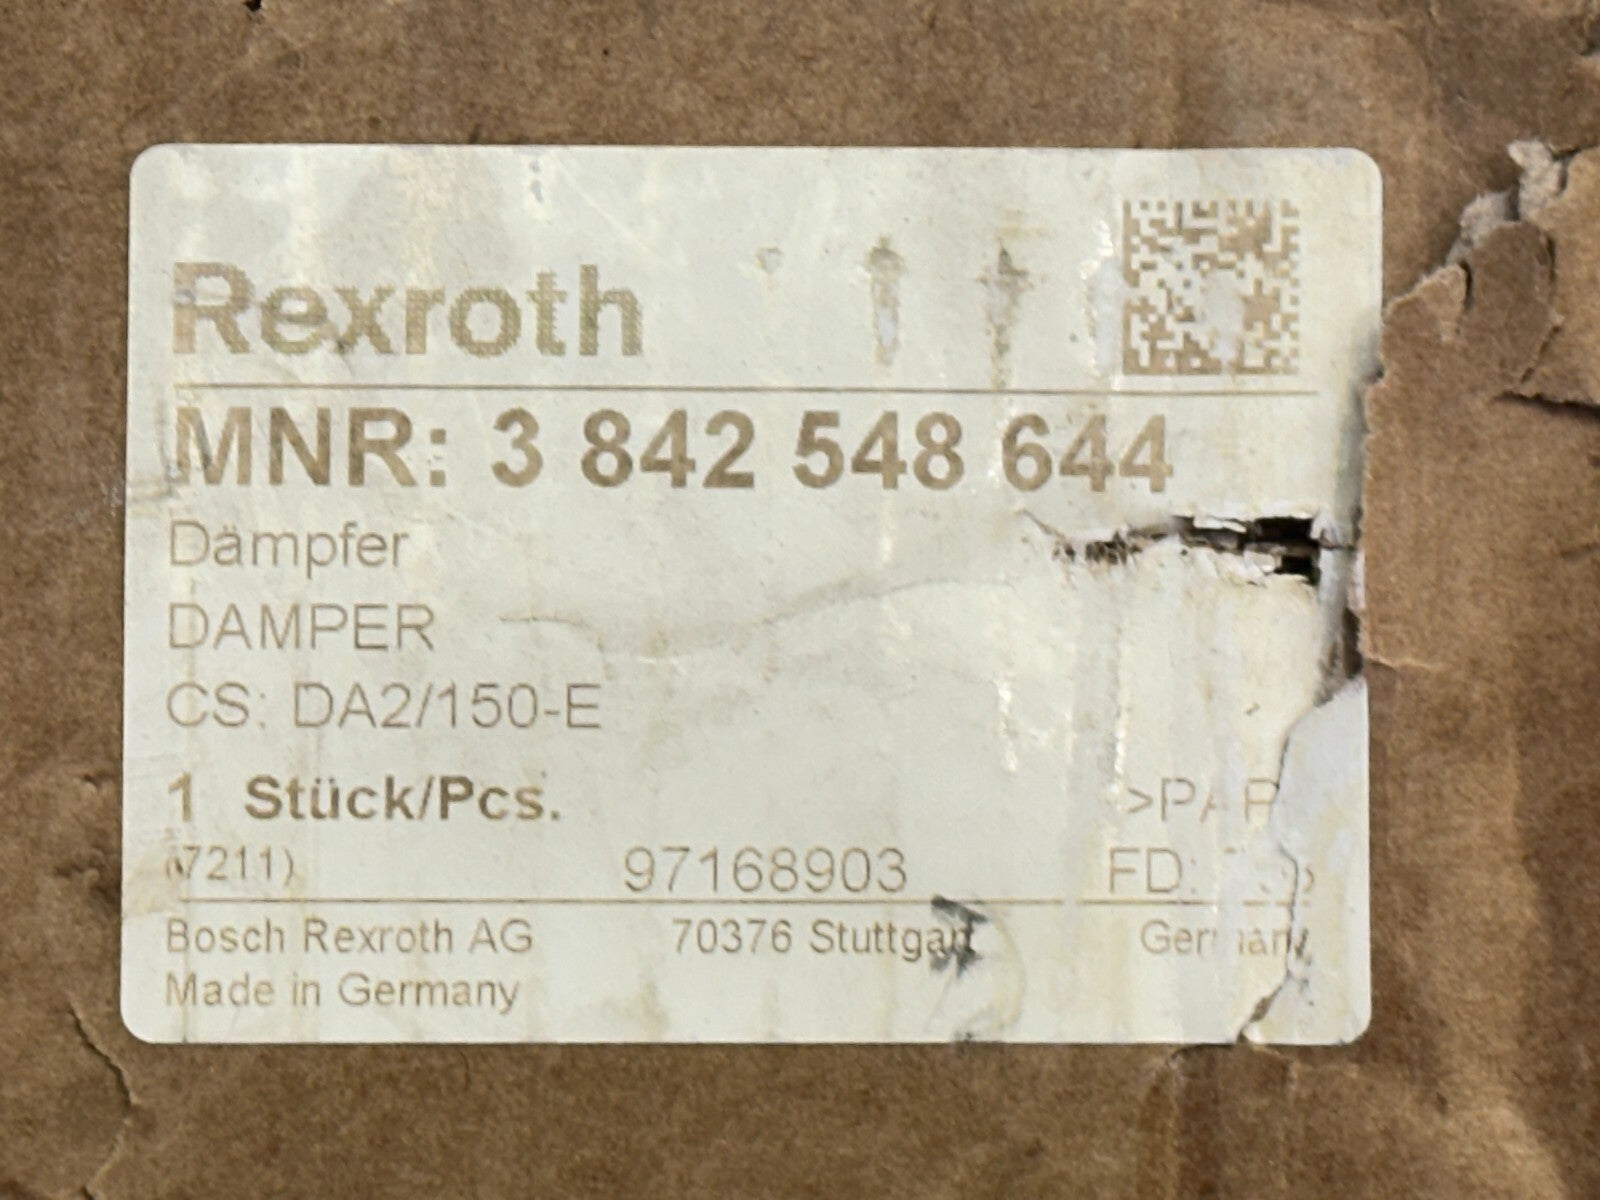 Rexroth
MNR: 3 842 548 644
Dämpfer
DAMPER
CS: DA2/150-E
1 Stück/Pcs.
(7211) 97168903 FD:
Bosch Rexroth AG 70376 Stuttgart Germany
Made in Germany